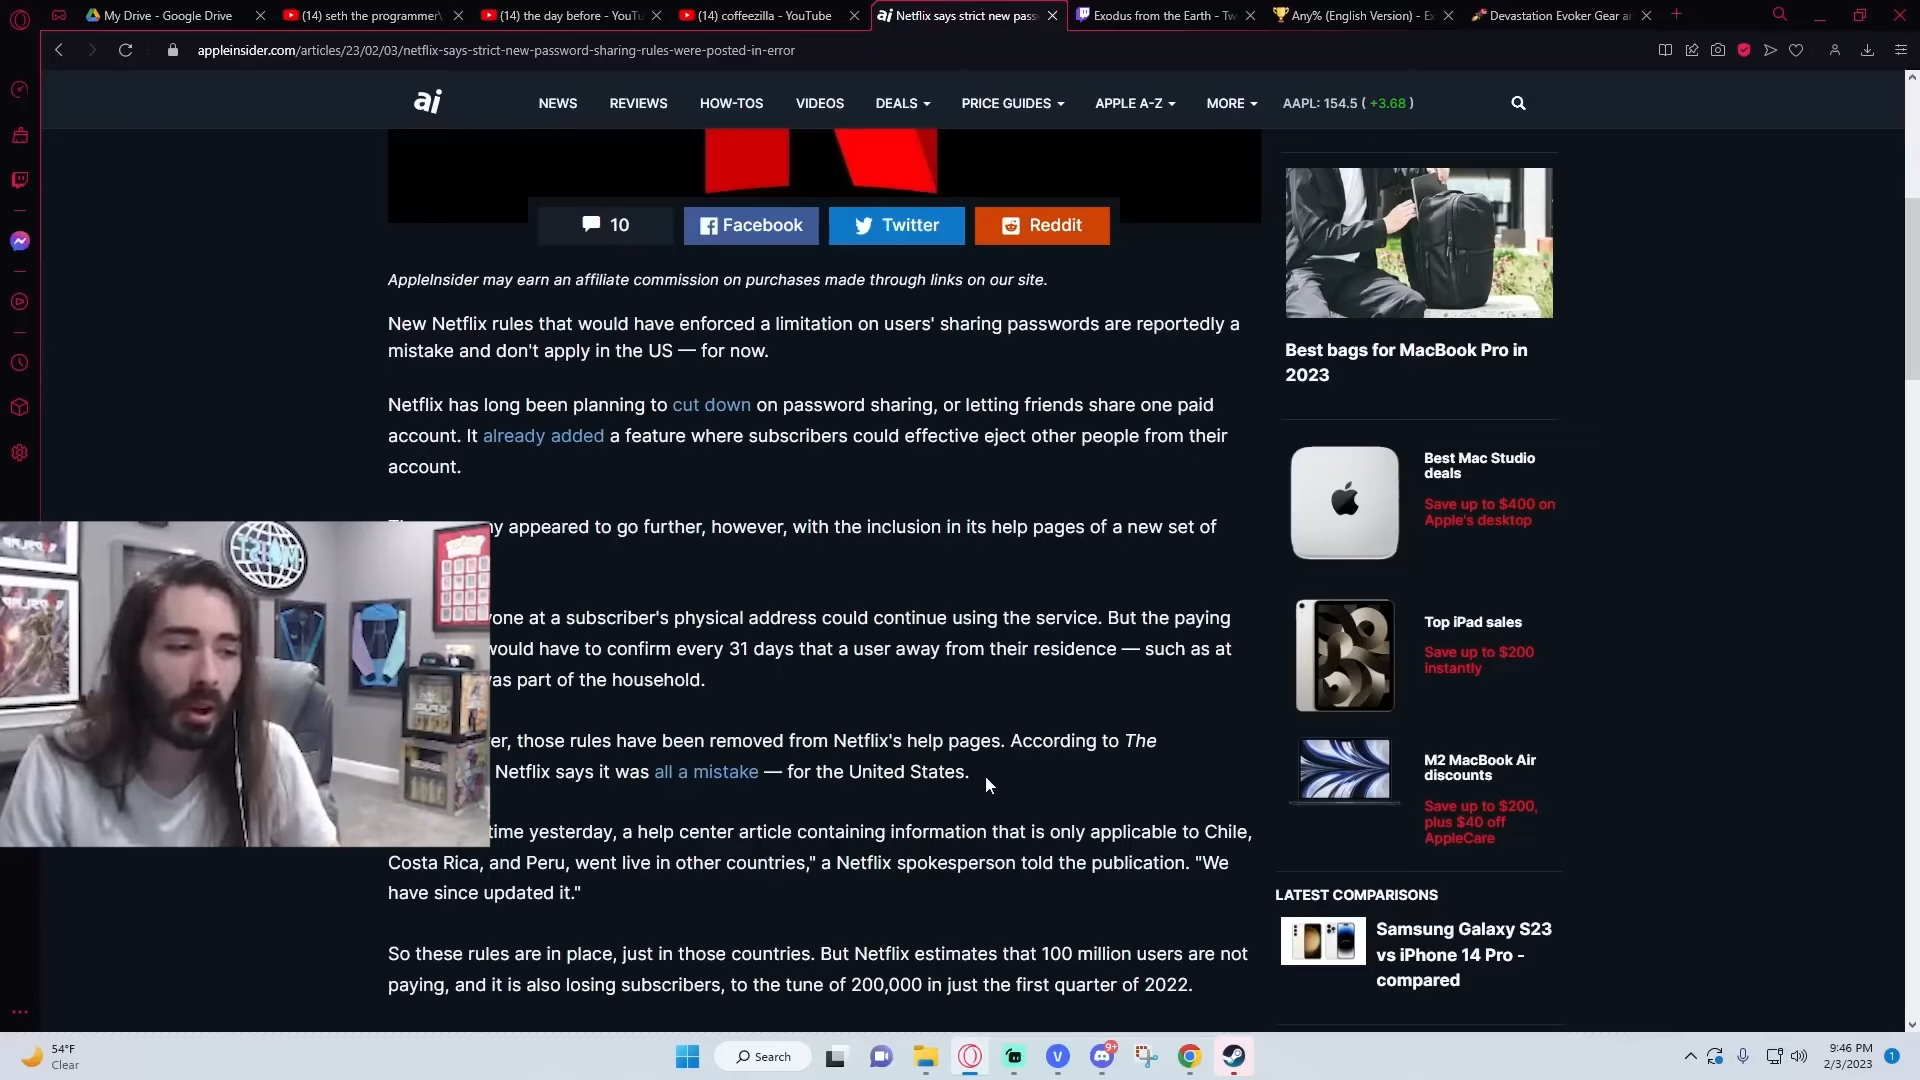 My Drive - Google Drive
(14) seth the programmer\
(14) the day before - YouTu
(14) coffeezilla - YouTube
Netflix says strict new pass
Exodus from the Earth - Tw
Any% (English Version) - Ex
Devastation Evoker Gear an
appleinsider.com/articles/23/02/03/netflix-says-strict-new-password-sharing-rules-were-posted-in-error
ai
NEWS
REVIEWS
HOW-TOS
VIDEOS
DEALS
PRICE GUIDES
APPLE A-Z
MORE
AAPL: 154.5 ( +3.68 )
10
Facebook
Twitter
Reddit
AppleInsider may earn an affiliate commission on purchases made through links on our site.
New Netflix rules that would have enforced a limitation on users' sharing passwords are reportedly a
mistake and don't apply in the US — for now.
Netflix has long been planning to cut down on password sharing, or letting friends share one paid
account. It already added a feature where subscribers could effective eject other people from their
account.
appeared to go further, however, with the inclusion in its help pages of a new set of
at a subscriber's physical address could continue using the service. But the paying
would have to confirm every 31 days that a user away from their residence — such as at
as part of the household.
those rules have been removed from Netflix's help pages. According to The
Netflix says it was all a mistake — for the United States.
time yesterday, a help center article containing information that is only applicable to Chile,
Costa Rica, and Peru, went live in other countries," a Netflix spokesperson told the publication. "We
have since updated it."
So these rules are in place, just in those countries. But Netflix estimates that 100 million users are not
paying, and it is also losing subscribers, to the tune of 200,000 in just the first quarter of 2022.
Best bags for MacBook Pro in
2023
Best Mac Studio
deals
Save up to $400 on
Apple's desktop
Top iPad sales
Save up to $200
instantly
M2 MacBook Air
discounts
Save up to $200,
plus $40 off
AppleCare
LATEST COMPARISONS
Samsung Galaxy S23
vs iPhone 14 Pro -
compared
MOIST
54°F
Clear
Search
9+
9:46 PM
2/3/2023
1